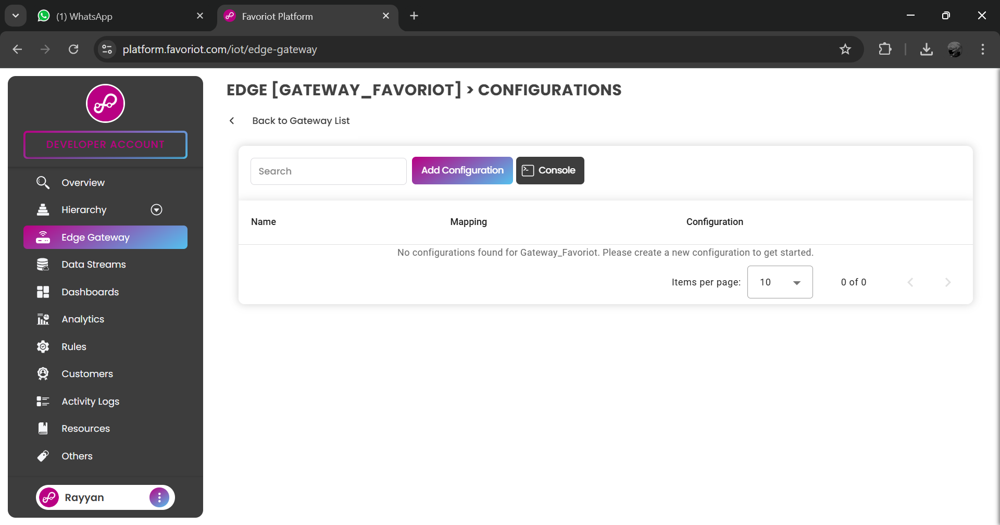 (1) WhatsApp
Favoriot Platform
platform.favoriot.com/iot/edge-gateway
DEVELOPER ACCOUNT
Overview
Hierarchy
Edge Gateway
Data Streams
Dashboards
Analytics
Rules
Customers
Activity Logs
Resources
Others
Rayyan
EDGE [GATEWAY_FAVORIOT] > CONFIGURATIONS
Back to Gateway List
Search
Add Configuration
Console
Name Mapping Configuration
No configurations found for Gateway_Favoriot. Please create a new configuration to get started.
Items per page: 10 0 of 0